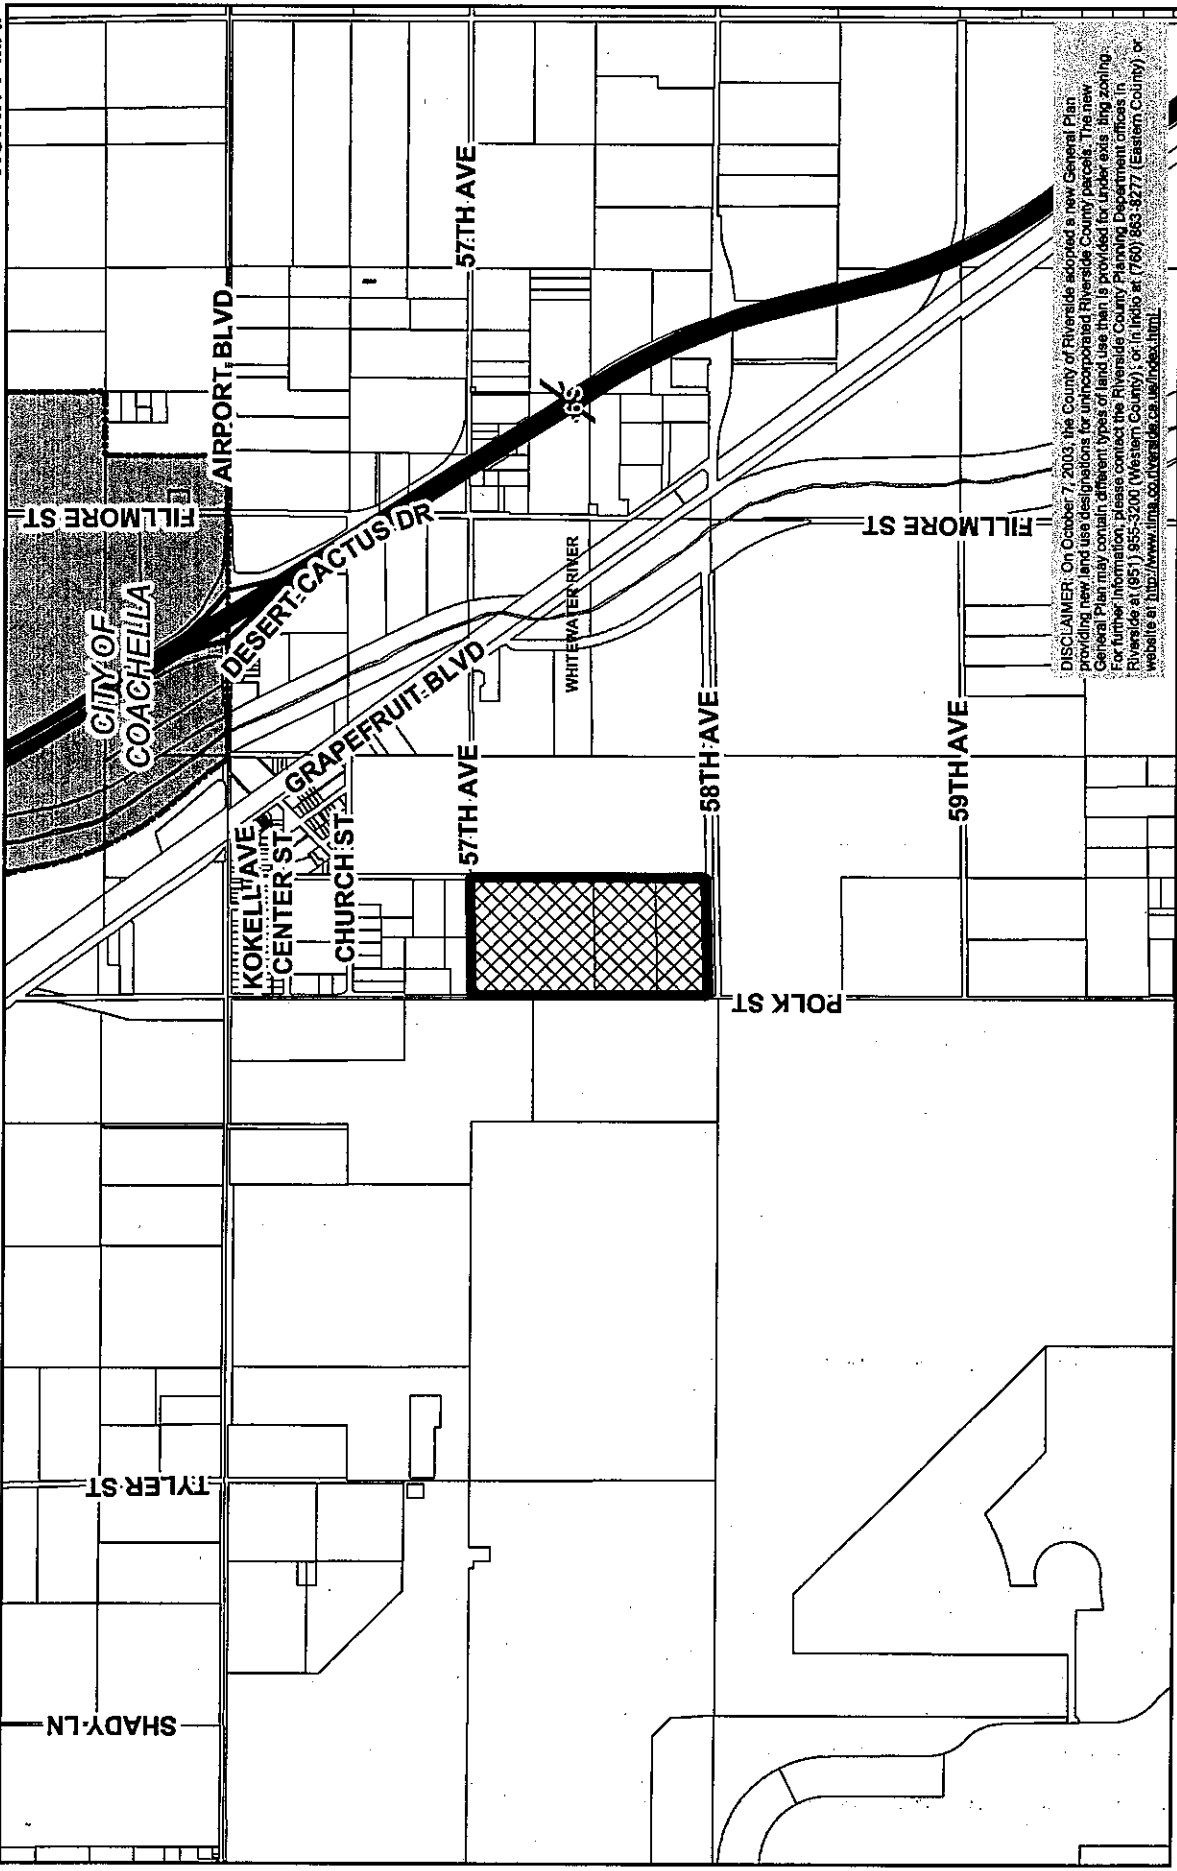 SHADY LN
TYLER ST
POLK ST
FILLMORE ST
FILLMORE ST
CITY OF
COACHELLA
AIRPORT BLVD
DESERT CACTUS DR
GRAPEFRUIT BLVD
KOKELL AVE
CENTER ST
CHURCH ST
57TH AVE
57TH AVE
WHITEWATER RIVER
58TH AVE
59TH AVE
DISCLAIMER: On October 7, 2003, the County of Riverside adopted a new General Plan
providing new land use designations for unincorporated Riverside County parcels. The new
General Plan may contain different types of land use than is provided for under existing zoning.
For further information, please contact the Riverside County Planning Department offices in
Riverside at (951) 955-3200 (Western County), or in Indio at (760) 863-8277 (Eastern County) or
website at http://www.tlma.co.riverside.ca.us/index.html